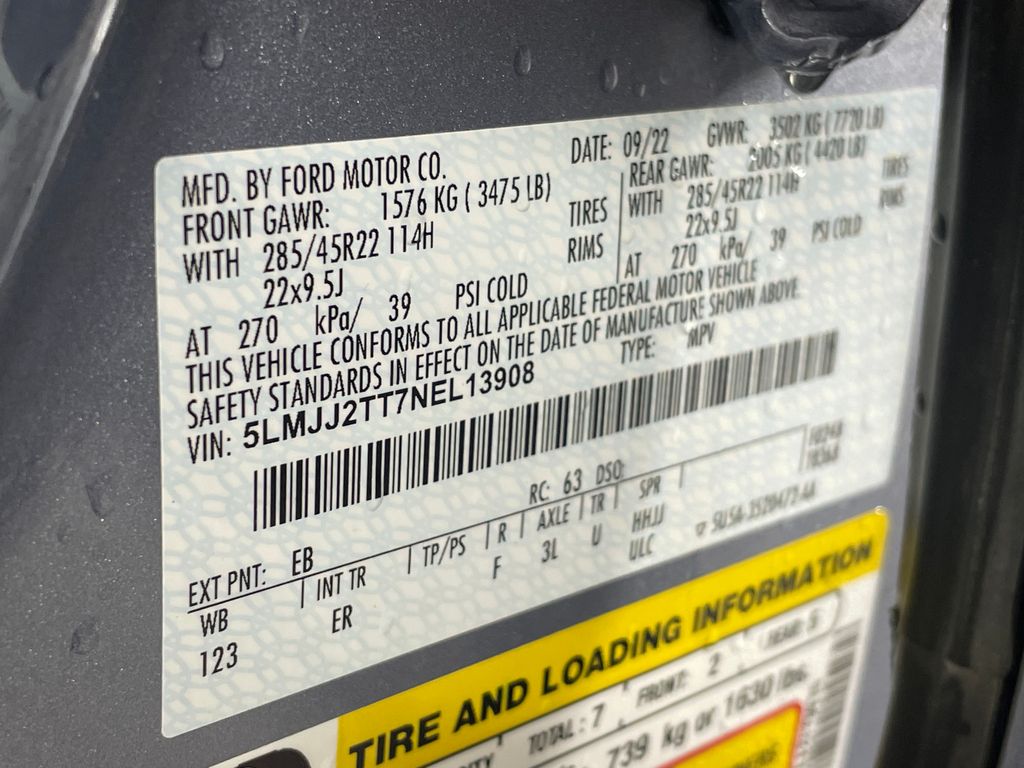 MFD. BY FORD MOTOR CO.
DATE: 09/22 GVWR: 3502 KG ( 7720 LB)
FRONT GAWR: 1576 KG ( 3475 LB)
REAR GAWR: 2005 KG ( 4420 LB)
WITH 285/45R22 114H TIRES
WITH 285/45R22 114H TIRES
22x9.5J RIMS
22x9.5J RIMS
AT 270 kPa/ 39 PSI COLD
AT 270 kPa/ 39 PSI COLD
THIS VEHICLE CONFORMS TO ALL APPLICABLE FEDERAL MOTOR VEHICLE
SAFETY STANDARDS IN EFFECT ON THE DATE OF MANUFACTURE SHOWN ABOVE
VIN: 5LMJJ2TT7NEL13908
TYPE: MPV
EXT PNT: EB RC: 63 DSO:
WB INT TR TP/PS R AXLE TR SPR
123 ER F 3L U HHJJ
ULC
TIRE AND LOADING INFORMATION
TOTAL: 7 FRONT: 2 REAR: 5
739 kg or 1630 lbs.